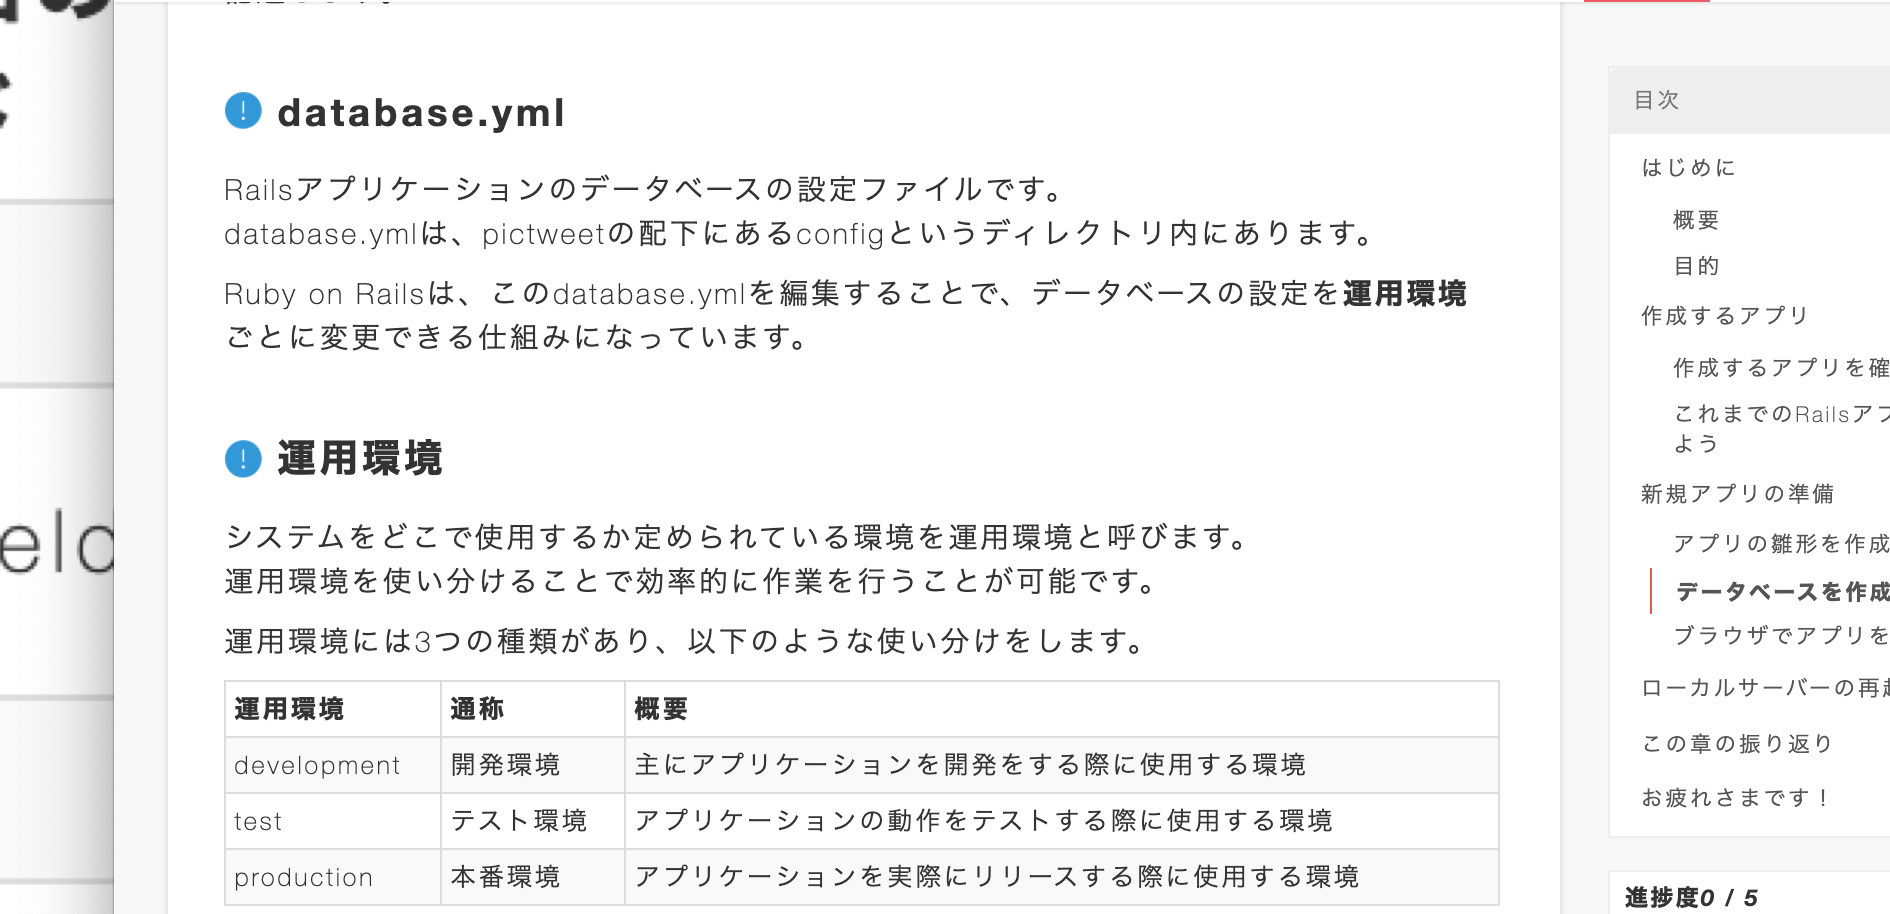 database.yml
Railsアプリケーションのデータベースの設定ファイルです。
database.ymlは、pictweetの配下にあるconfigというディレクトリ内にあります。
Ruby on Railsは、このdatabase.ymlを編集することで、データベースの設定を運用環境
ごとに変更できる仕組みになっています。
運用環境
システムをどこで使用するか定められている環境を運用環境と呼びます。
運用環境を使い分けることで効率的に作業を行うことが可能です。
運用環境には3つの種類があり、以下のような使い分けをします。
運用環境 通称 概要
development 開発環境 主にアプリケーションを開発をする際に使用する環境
test テスト環境 アプリケーションの動作をテストする際に使用する環境
production 本番環境 アプリケーションを実際にリリースする際に使用する環境
目次
はじめに
概要
目的
作成するアプリ
作成するアプリを確
これまでのRailsアプ
よう
新規アプリの準備
アプリの雛形を作成
データベースを作成
ブラウザでアプリを
ローカルサーバーの再起
この章の振り返り
お疲れさまです！
進捗度0 / 5